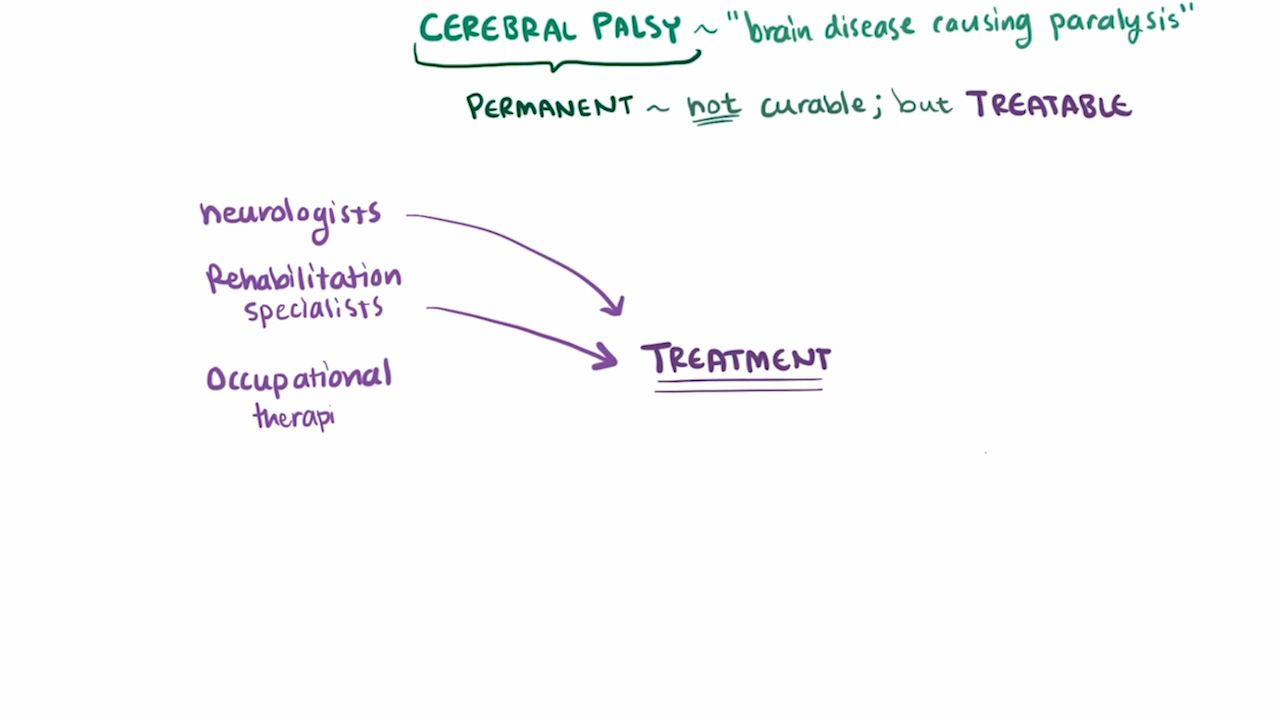 CEREBRAL PALSY ~ "brain disease causing paralysis"
PERMANENT ~ not curable; but TREATABLE
neurologists
Rehabilitation
specialists
TREATMENT
Occupational
therapi